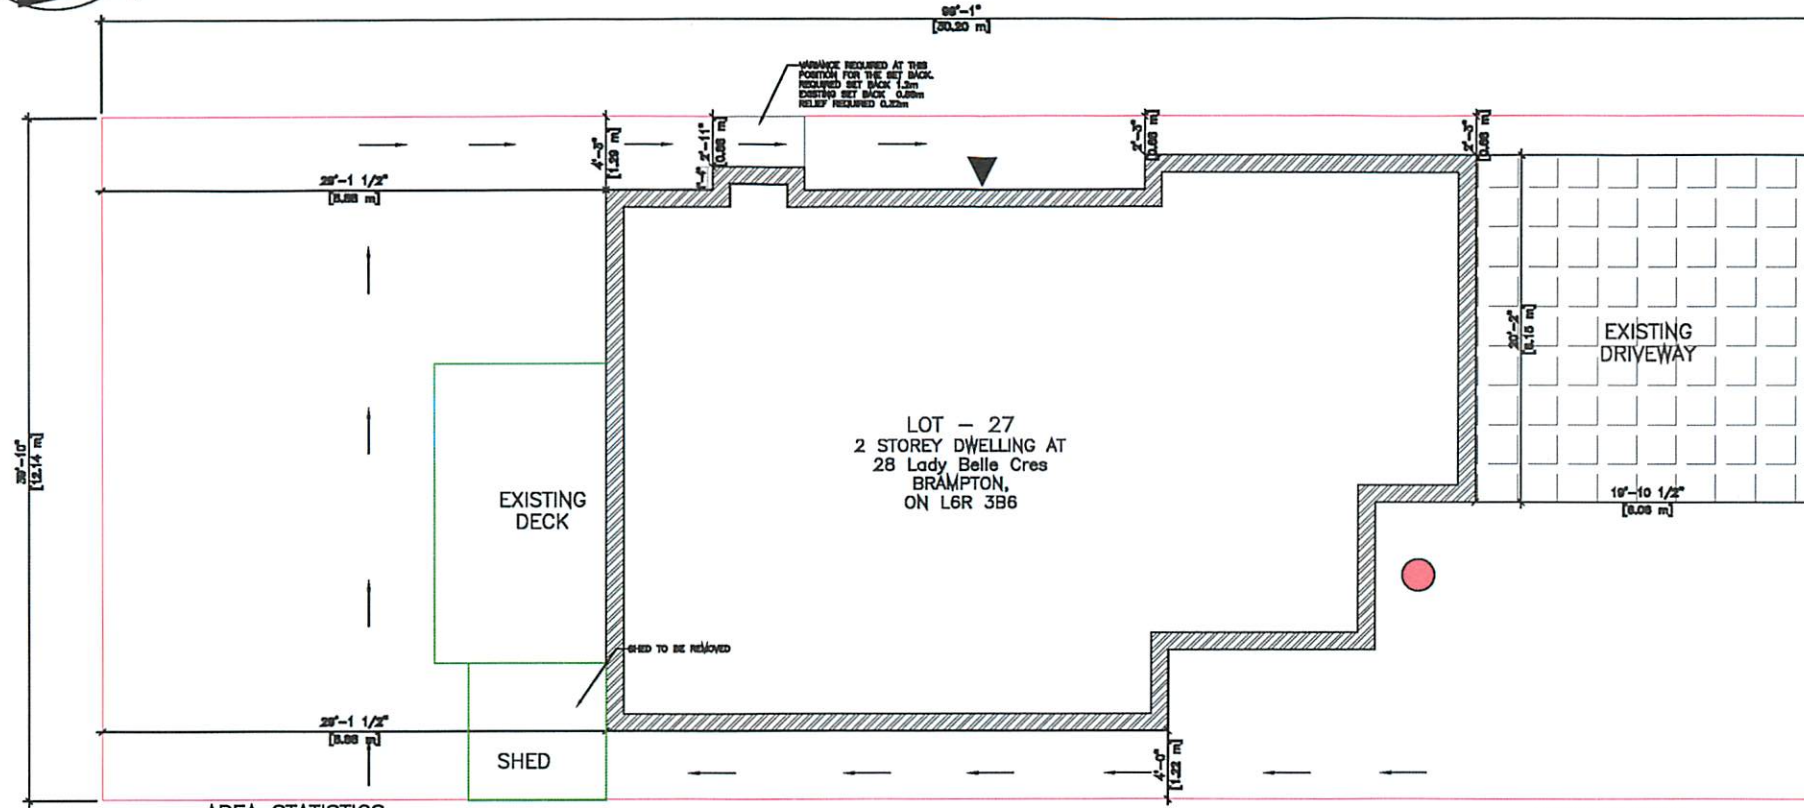 99'-1"
[30.20 m]
VARIANCE REQUIRED AT THIS
POSITION FOR THE SET BACK.
REQUIRED SET BACK 1.2m
EXISTING SET BACK 0.88m
RELIEF REQUIRED 0.32m
4'-3"
[1.29 m]
2'-11"
[0.88 m]
2'-3"
[0.68 m]
2'-3"
[0.68 m]
29'-1 1/2"
[8.88 m]
39'-10"
[12.14 m]
20'-2"
[6.15 m]
EXISTING
DRIVEWAY
LOT - 27
2 STOREY DWELLING AT
28 Lady Belle Cres
BRAMPTON,
ON L6R 3B6
EXISTING
DECK
19'-10 1/2"
[6.06 m]
SHED TO BE REMOVED
29'-1 1/2"
[8.88 m]
SHED
4'-0"
[1.22 m]
AREA STATISTICS